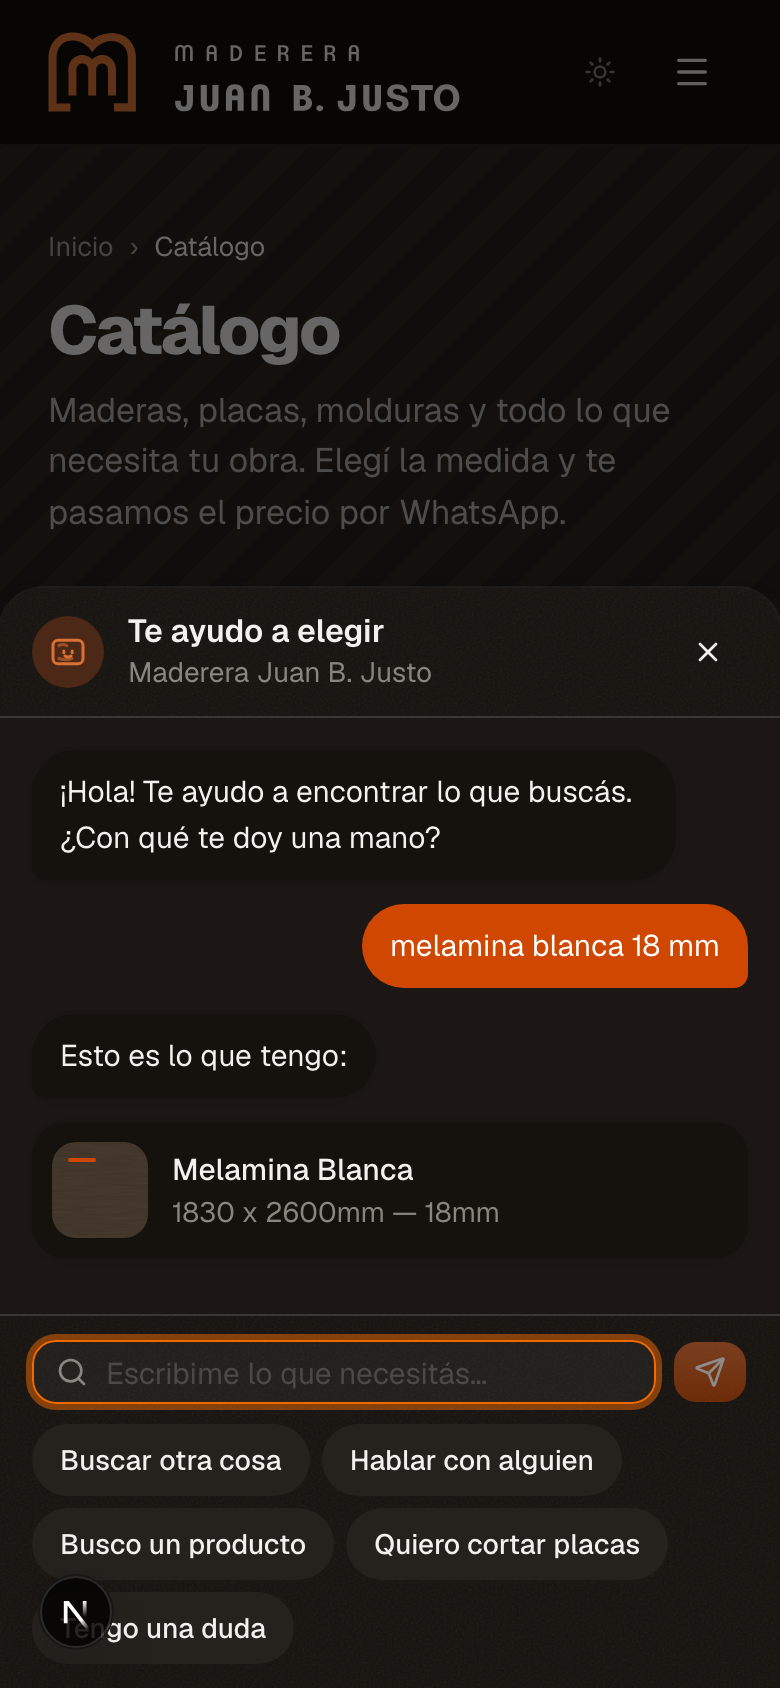 MADERERA
JUAN B. JUSTO
Inicio › Catálogo
Catálogo
Maderas, placas, molduras y todo lo que
necesita tu obra. Elegí la medida y te
pasamos el precio por WhatsApp.
Te ayudo a elegir
Maderera Juan B. Justo
¡Hola! Te ayudo a encontrar lo que buscás.
¿Con qué te doy una mano?
melamina blanca 18 mm
Esto es lo que tengo:
Melamina Blanca
1830 x 2600mm — 18mm
Escribime lo que necesitás...
Buscar otra cosa
Hablar con alguien
Busco un producto
Quiero cortar placas
N
Tengo una duda